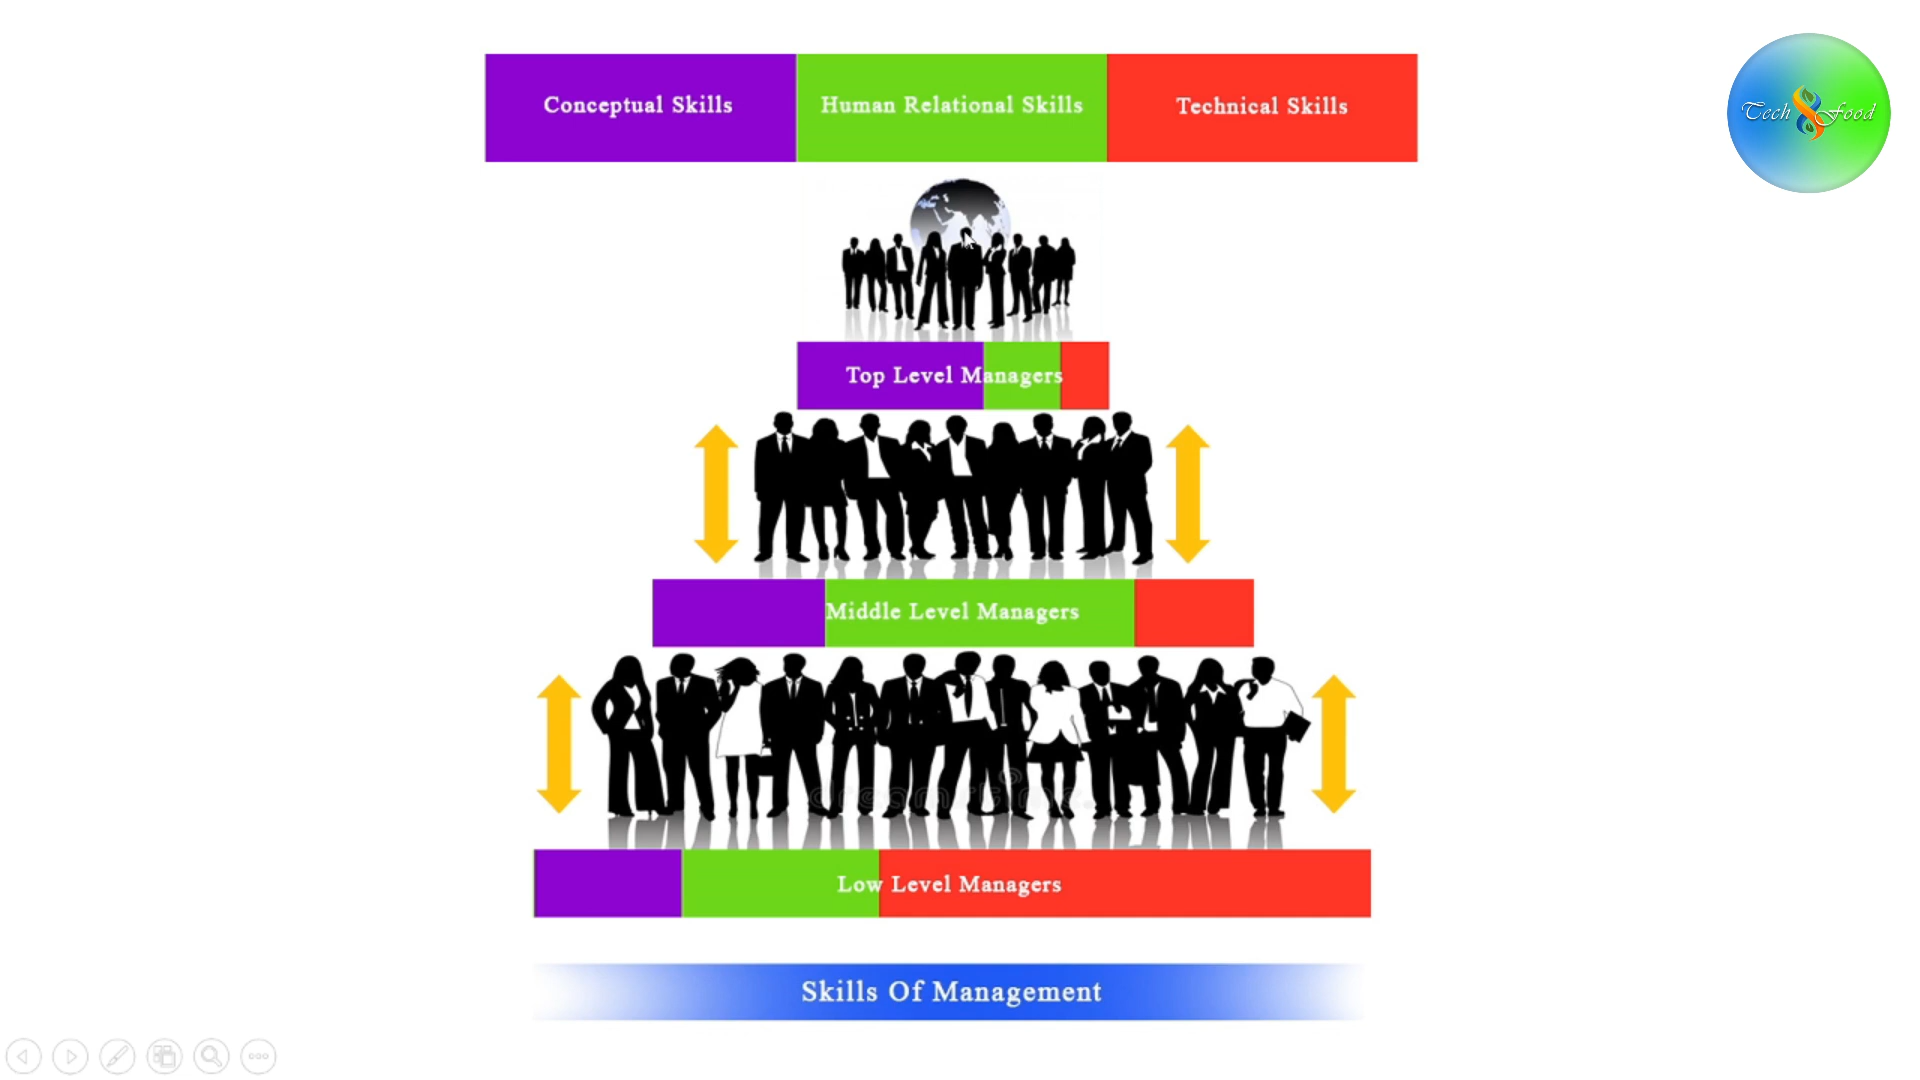 Conceptual Skills
Human Relational Skills
Technical Skills
Tech Food
Top Level Managers
Middle Level Managers
dreamstime.
Low Level Managers
Skills Of Management